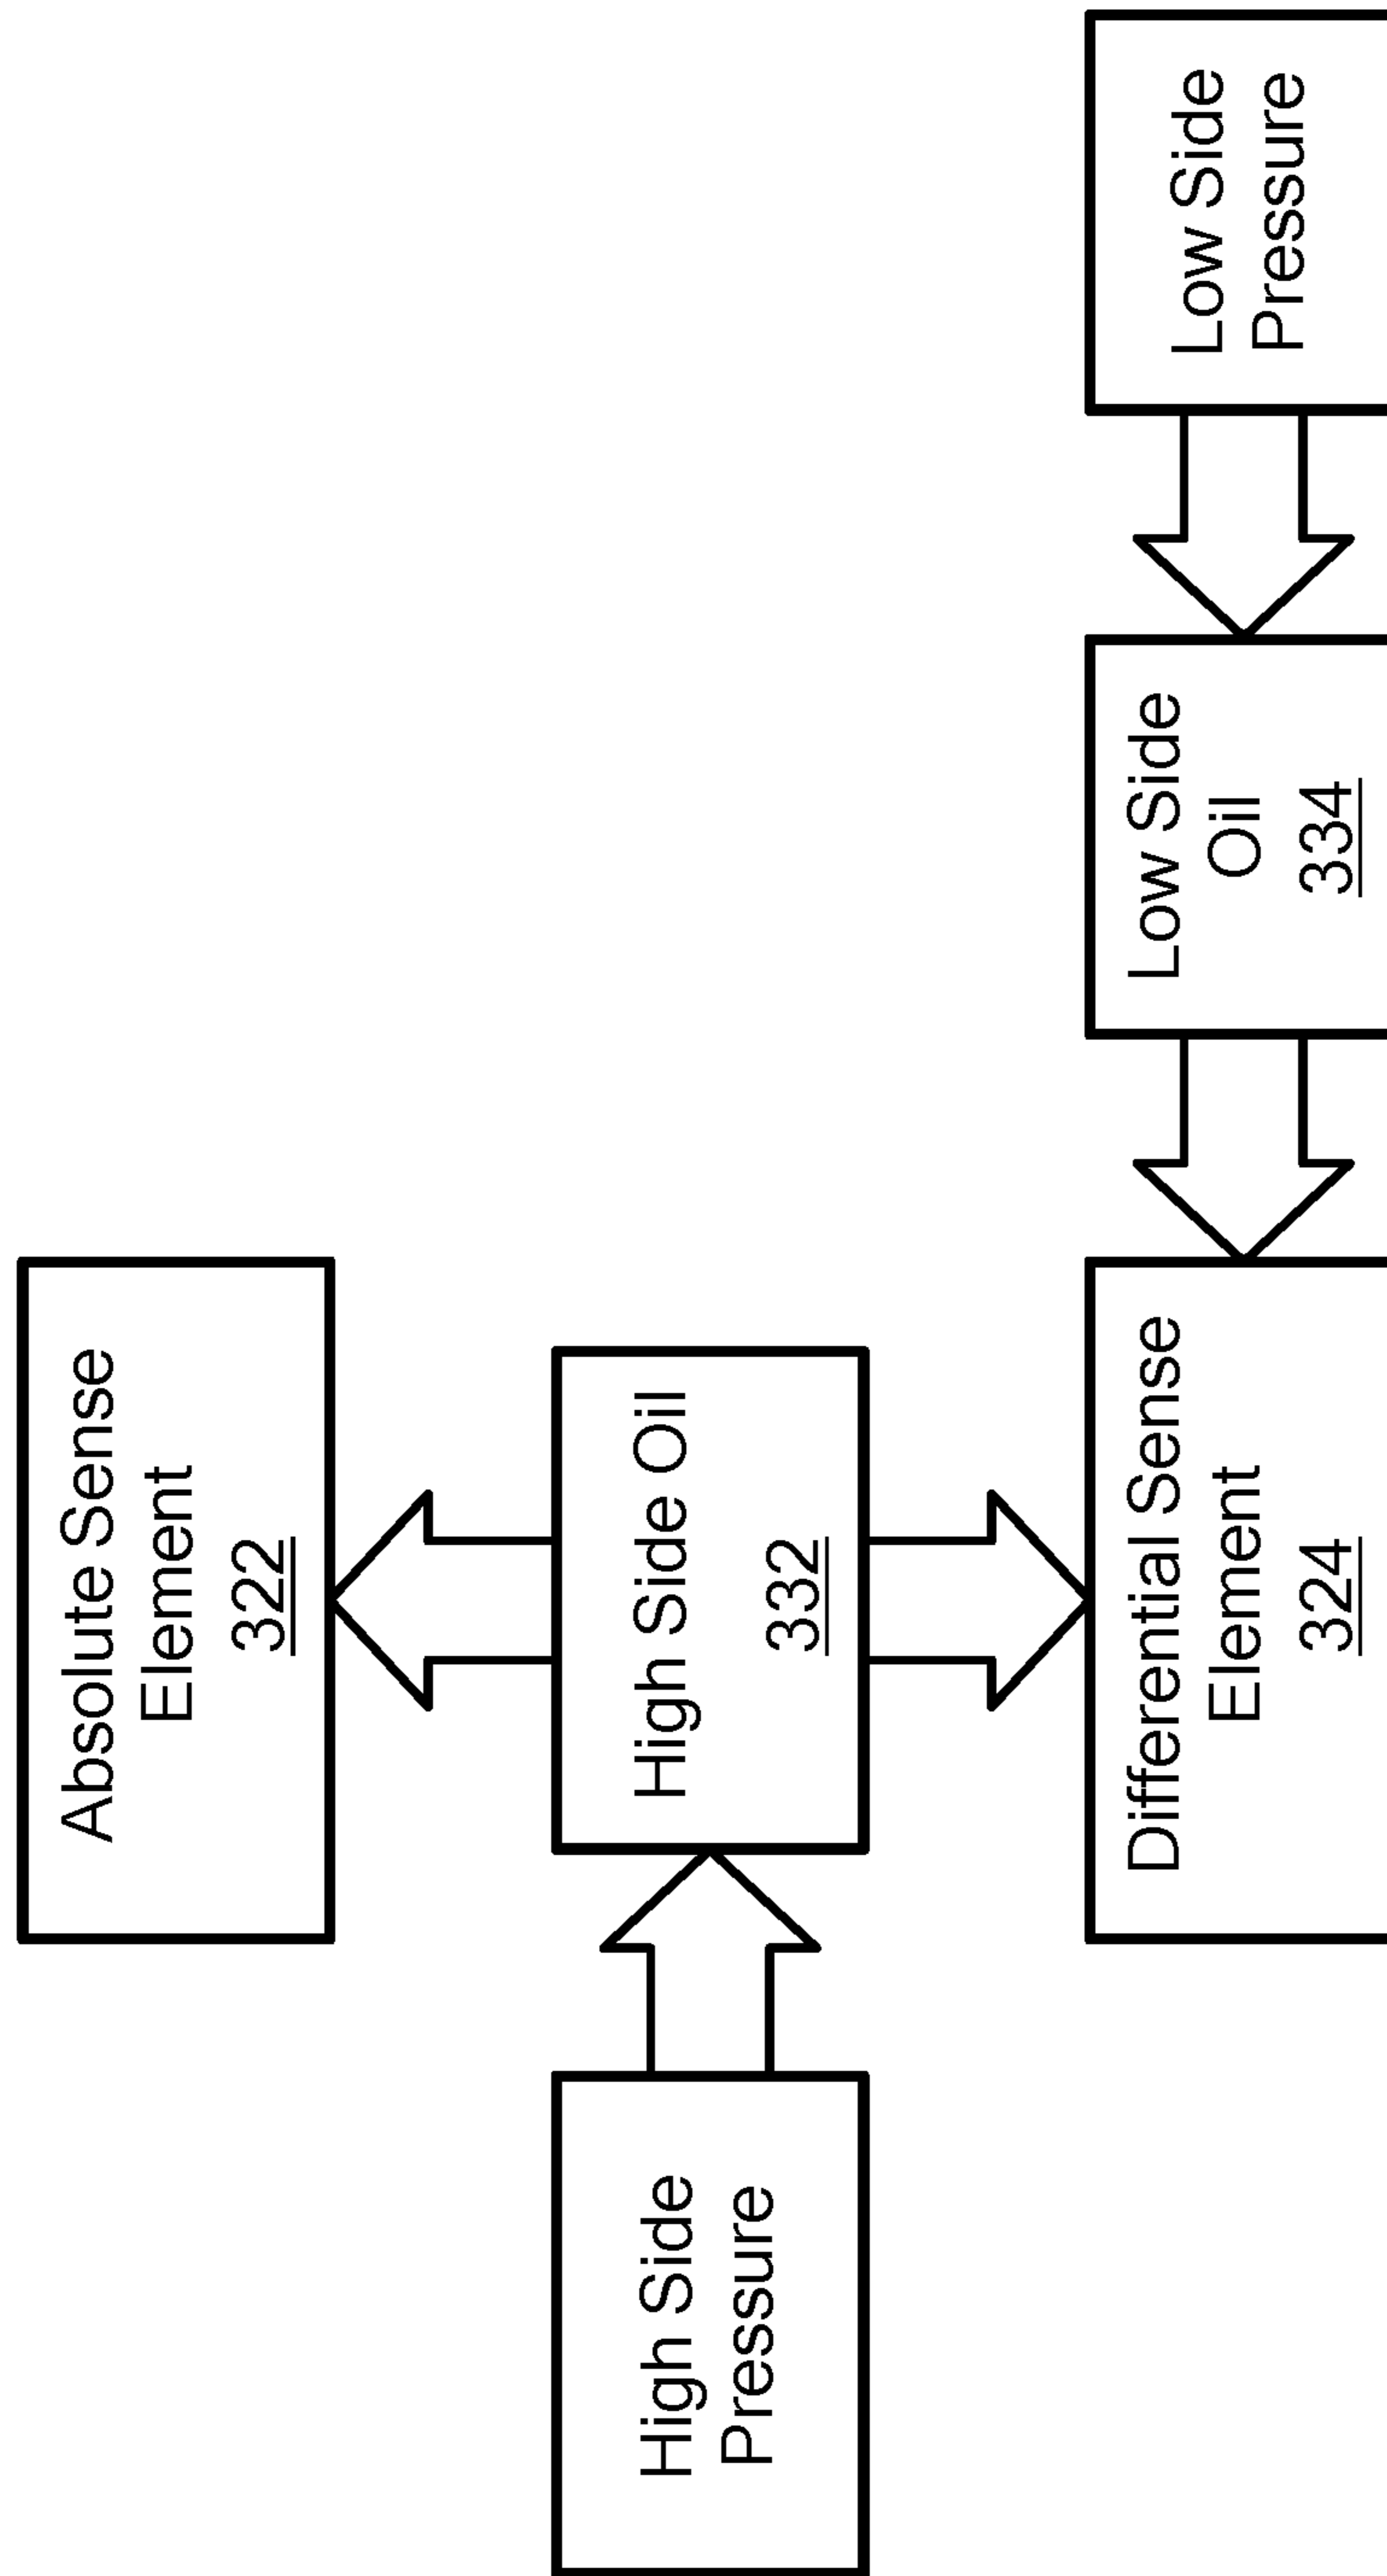 Absolute Sense
Element
322
High Side
Pressure
High Side Oil
332
Differential Sense
Element
324
Low Side
Oil
334
Low Side
Pressure